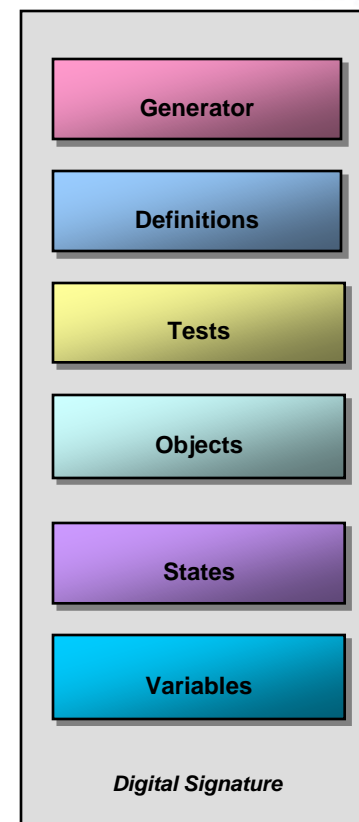 Generator
Definitions
Tests
Objects
States
Variables
Digital Signature